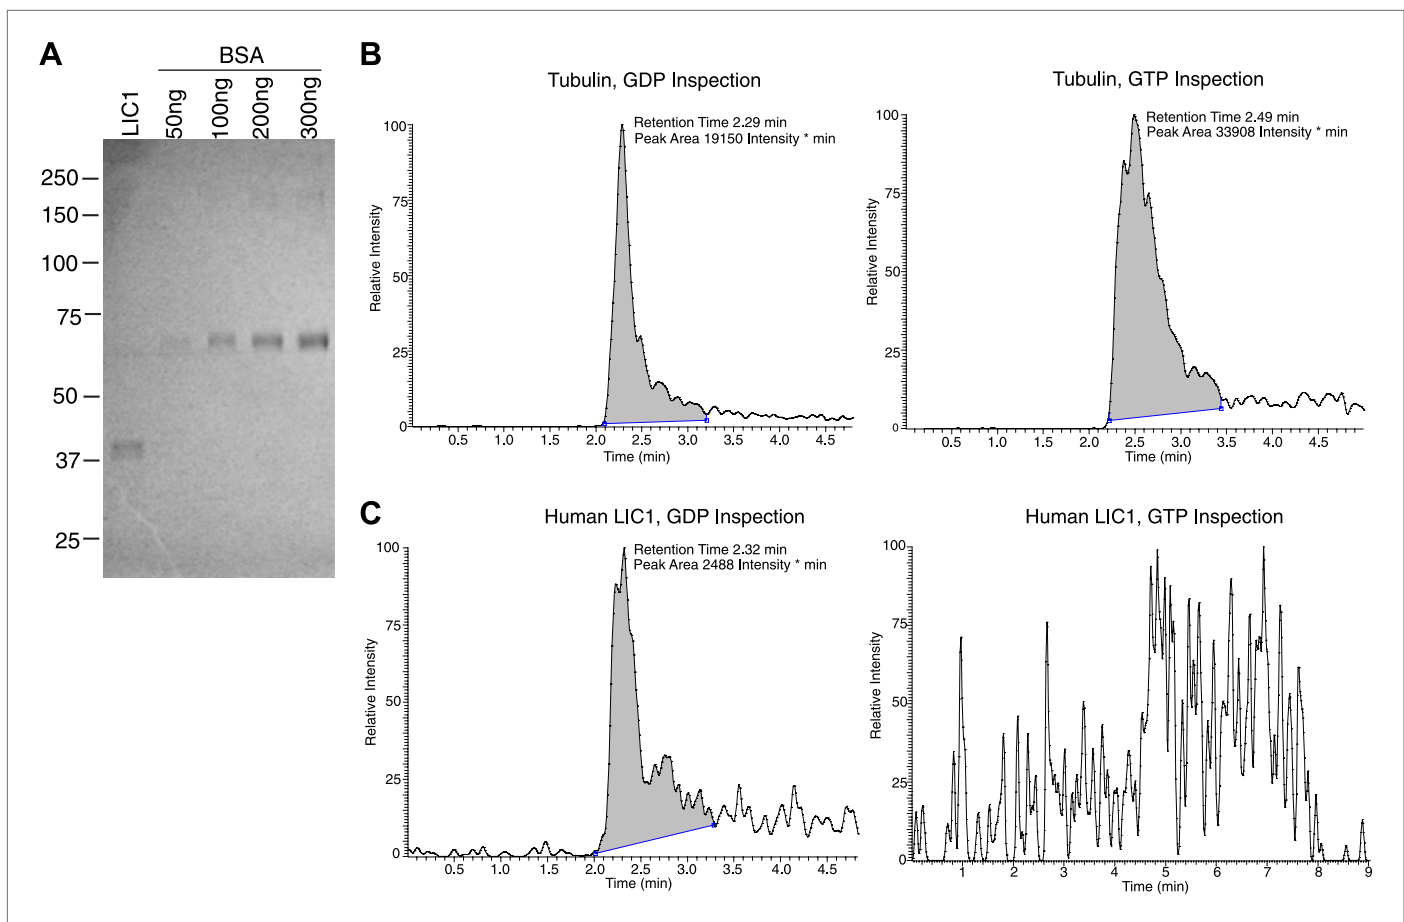 A
BSA
LIC1
50ng
100ng
200ng
300ng
250
150
100
75
50
37
25
B
Tubulin, GDP Inspection
Retention Time 2.29 min
Peak Area 19150 Intensity * min
100
75
50
25
0
Relative Intensity
0.5 1.0 1.5 2.0 2.5 3.0 3.5 4.0 4.5
Time (min)
Tubulin, GTP Inspection
Retention Time 2.49 min
Peak Area 33908 Intensity * min
100
75
50
25
0
Relative Intensity
0.5 1.0 1.5 2.0 2.5 3.0 3.5 4.0 4.5
Time (min)
C
Human LIC1, GDP Inspection
Retention Time 2.32 min
Peak Area 2488 Intensity * min
100
75
50
25
0
Relative Intensity
0.5 1.0 1.5 2.0 2.5 3.0 3.5 4.0 4.5
Time (min)
Human LIC1, GTP Inspection
100
75
50
25
0
Relative Intensity
1 2 3 4 5 6 7 8 9
Time (min)